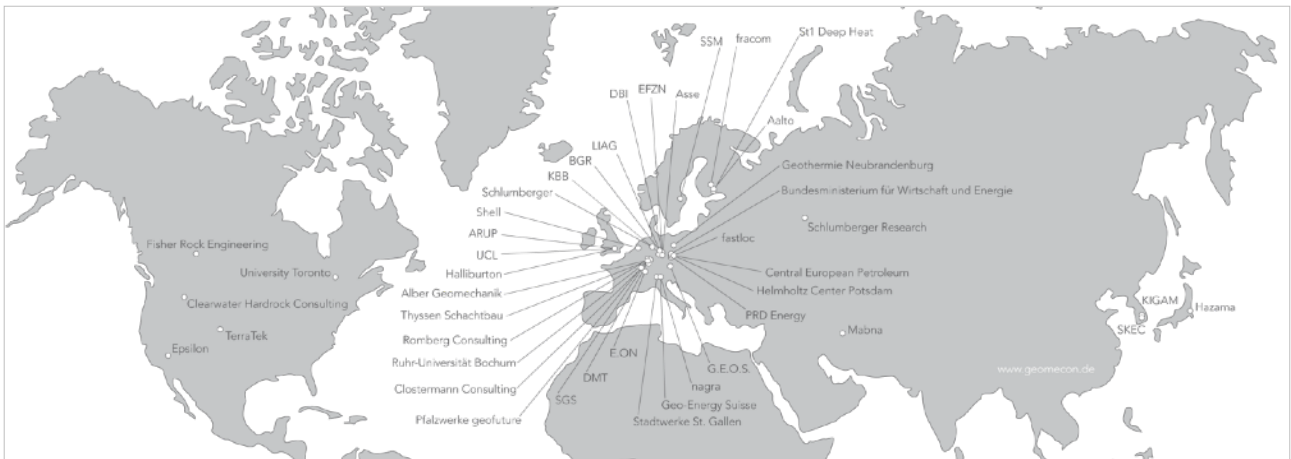 St1 Deep Heat
fracom
SSM
EFZN
DBI
Asse
Aalto
LIAG
BGR
KBB
Schlumberger
Shell
ARUP
UCL
Halliburton
Alber Geomechanik
Thyssen Schachtbau
Romberg Consulting
Ruhr-Universität Bochum
Clostermann Consulting
Pfalzwerke geofuture
SGS
DMT
E.ON
Stadtwerke St. Gallen
Geo-Energy Suisse
nagra
G.E.O.S.
PRD Energy
Helmholtz Center Potsdam
Central European Petroleum
fastloc
Bundesministerium für Wirtschaft und Energie
Geothermie Neubrandenburg
Schlumberger Research
Fisher Rock Engineering
University Toronto
Clearwater Hardrock Consulting
TerraTek
Epsilon
Mabna
KIGAM
Hazama
SKEC
www.geomecon.de